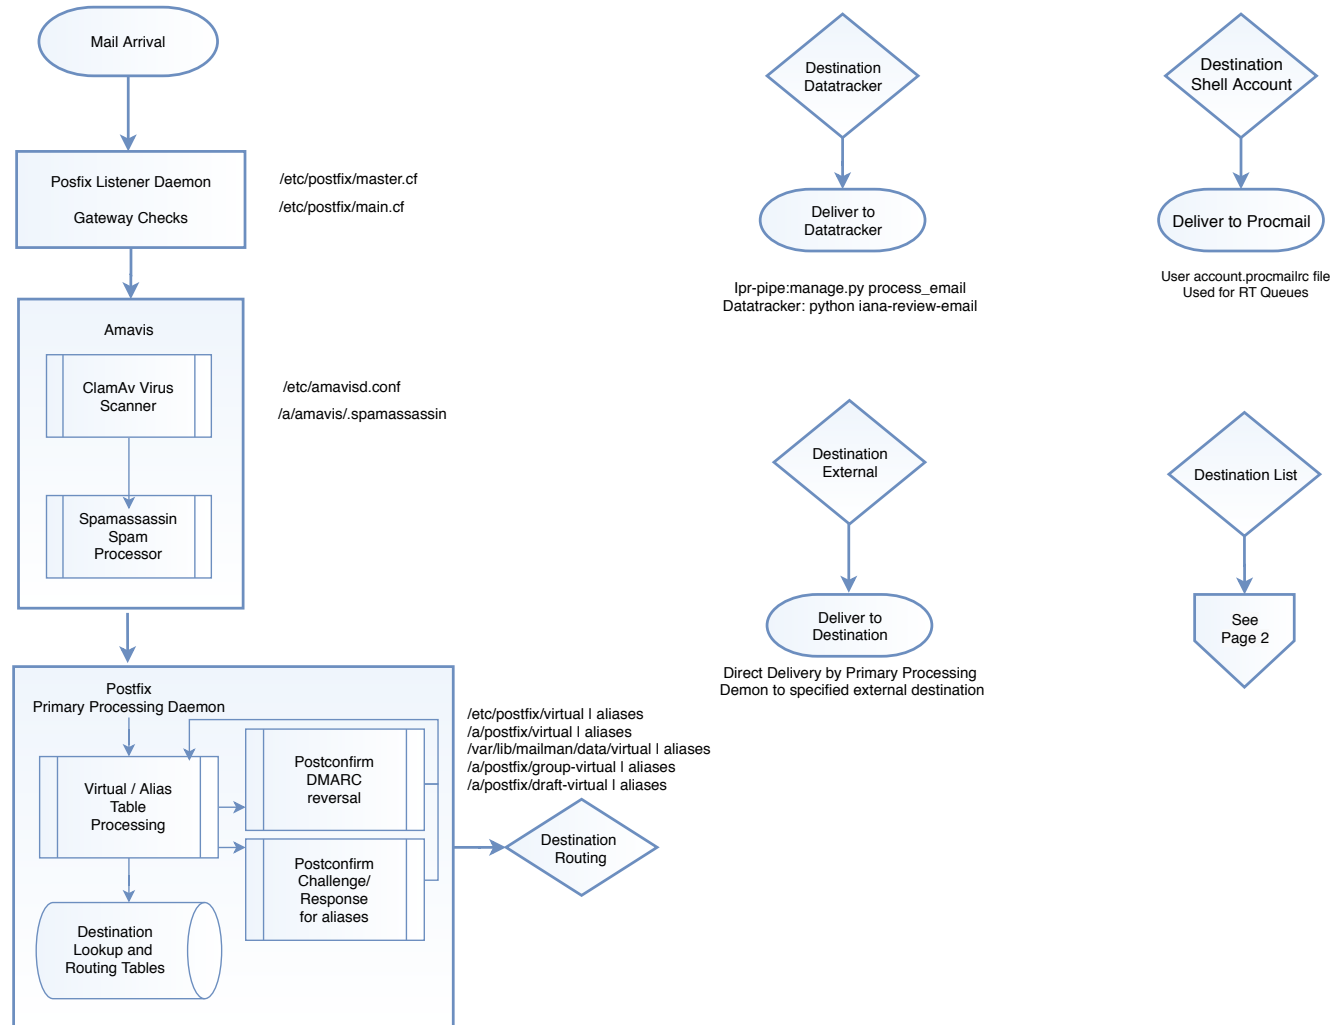 Mail Arrival
Posfix Listener Daemon
Gateway Checks
/etc/postfix/master.cf
/etc/postfix/main.cf
Amavis
ClamAv Virus
Scanner
Spamassassin
Spam
Processor
/etc/amavisd.conf
/a/amavis/.spamassassin
Postfix
Primary Processing Daemon
Virtual / Alias
Table
Processing
Postconfirm
DMARC
reversal
Postconfirm
Challenge/
Response
for aliases
Destination
Lookup and
Routing Tables
/etc/postfix/virtual | aliases
/a/postfix/virtual | aliases
/var/lib/mailman/data/virtual | aliases
/a/postfix/group-virtual | aliases
/a/postfix/draft-virtual | aliases
Destination
Routing
Destination
Datatracker
Deliver to
Datatracker
Ipr-pipe:manage.py process_email
Datatracker: python iana-review-email
Destination
Shell Account
Deliver to Procmail
User account.procmailrc file
Used for RT Queues
Destination
External
Deliver to
Destination
Direct Delivery by Primary Processing
Demon to specified external destination
Destination List
See
Page 2